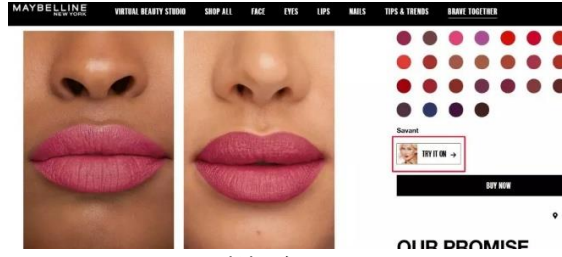 MAYBELLINE
NEW YORK
VIRTUAL BEAUTY STUDIO SHOP ALL FACE EYES LIPS NAILS TIPS & TRENDS BRAVE TOGETHER
Savant
TRY IT ON →
BUY NOW
OUR PROMISE